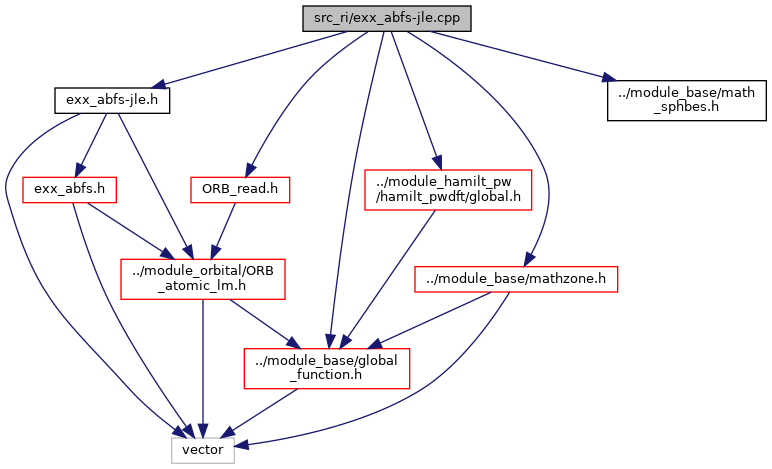 src_ri/exx_abfs-jle.cpp
exx_abfs-jle.h
../module_base/math
_sphbes.h
exx_abfs.h
ORB_read.h
../module_hamilt_pw
/hamilt_pwdft/global.h
../module_orbital/ORB
_atomic_lm.h
../module_base/mathzone.h
../module_base/global
_function.h
vector